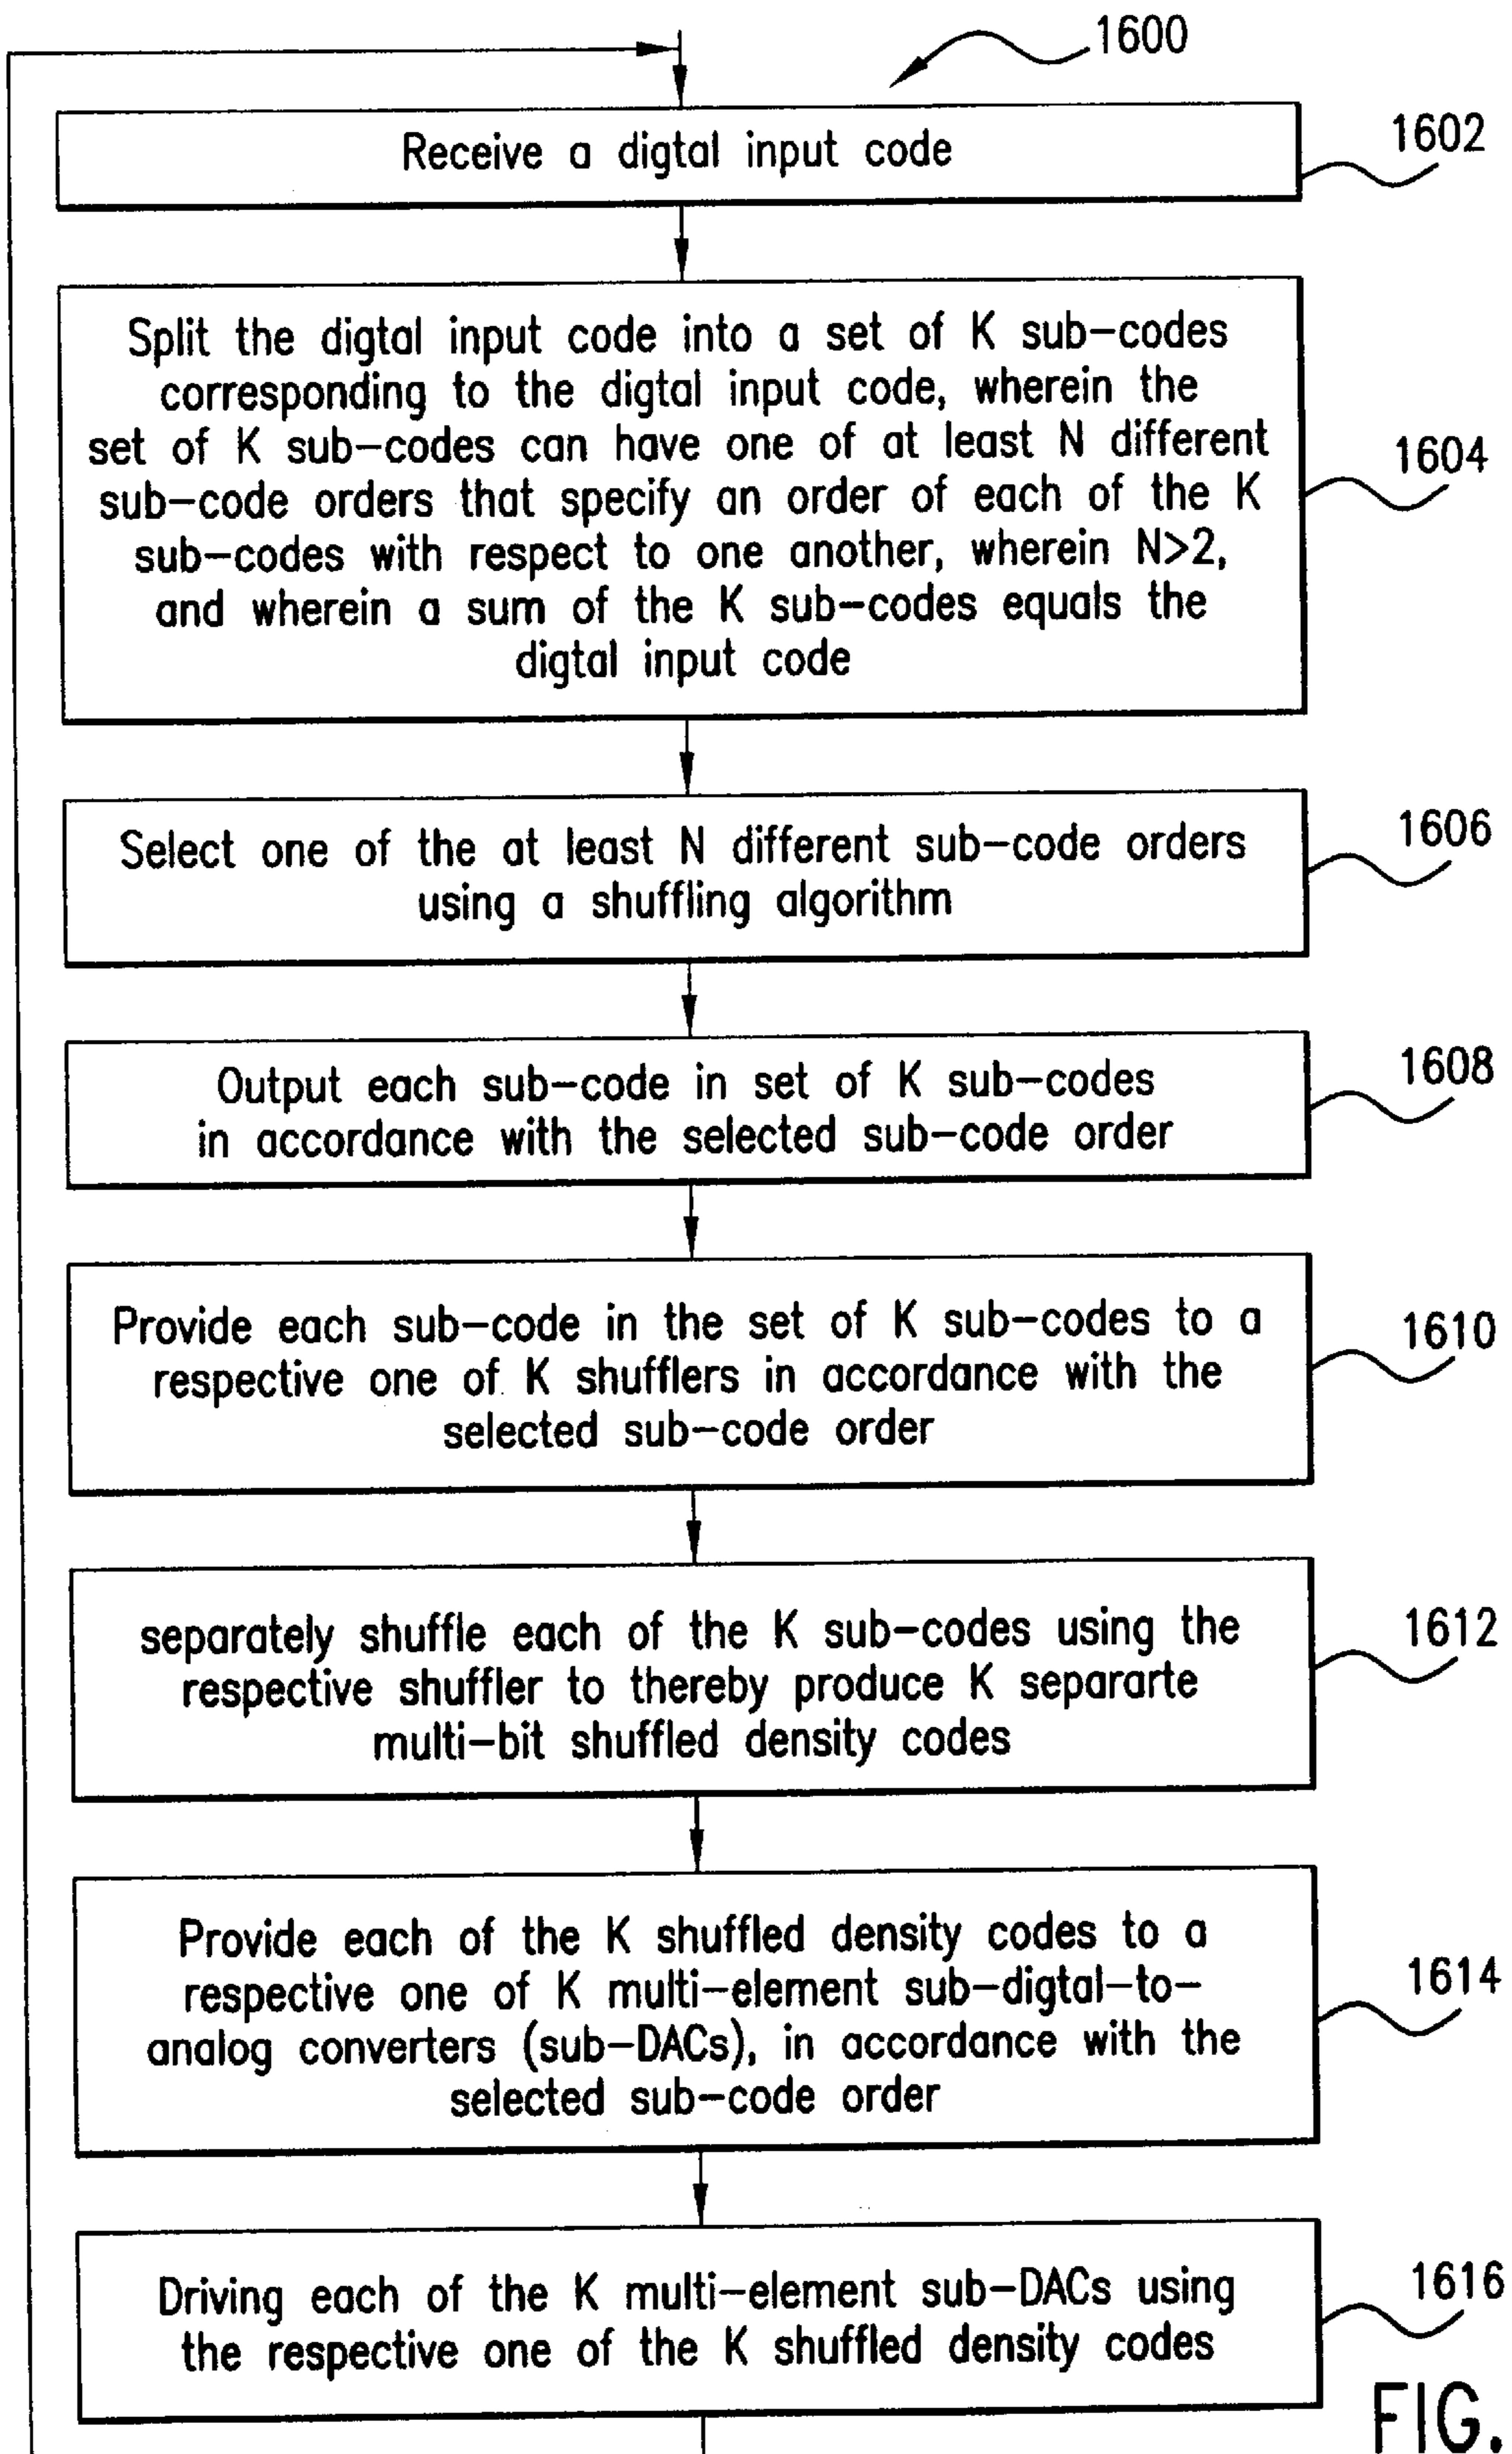 1600
Receive a digtal input code
1602
Split the digtal input code into a set of K sub-codes
corresponding to the digtal input code, wherein the
set of K sub-codes can have one of at least N different
sub-code orders that specify an order of each of the K
sub-codes with respect to one another, wherein N>2,
and wherein a sum of the K sub-codes equals the
digtal input code
1604
Select one of the at least N different sub-code orders
using a shuffling algorithm
1606
Output each sub-code in set of K sub-codes
in accordance with the selected sub-code order
1608
Provide each sub-code in the set of K sub-codes to a
respective one of K shufflers in accordance with the
selected sub-code order
1610
separately shuffle each of the K sub-codes using the
respective shuffler to thereby produce K separarte
multi-bit shuffled density codes
1612
Provide each of the K shuffled density codes to a
respective one of K multi-element sub-digtal-to-
analog converters (sub-DACs), in accordance with the
selected sub-code order
1614
Driving each of the K multi-element sub-DACs using
the respective one of the K shuffled density codes
1616
FIG.